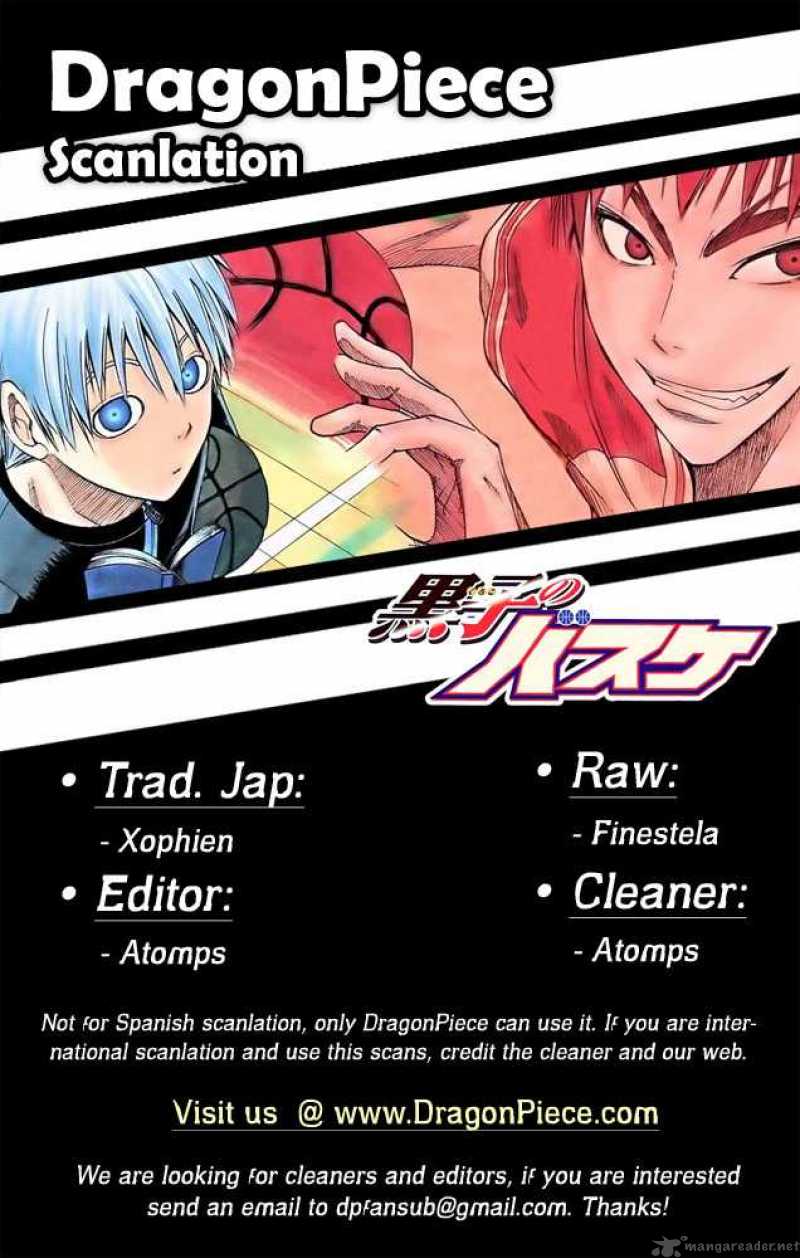 DragonPiece
Scanlation
黒子の
バスケ
• Trad. Jap:
- Xophien
• Editor:
- Atomps
• Raw:
- Finestela
• Cleaner:
- Atomps
Not for Spanish scanlation, only DragonPiece can use it. If you are inter-
national scanlation and use this scans, credit the cleaner and our web.
Visit us @ www.DragonPiece.com
We are looking for cleaners and editors, if you are interested
send an email to dpfansub@gmail.com. Thanks!
mangareader.net